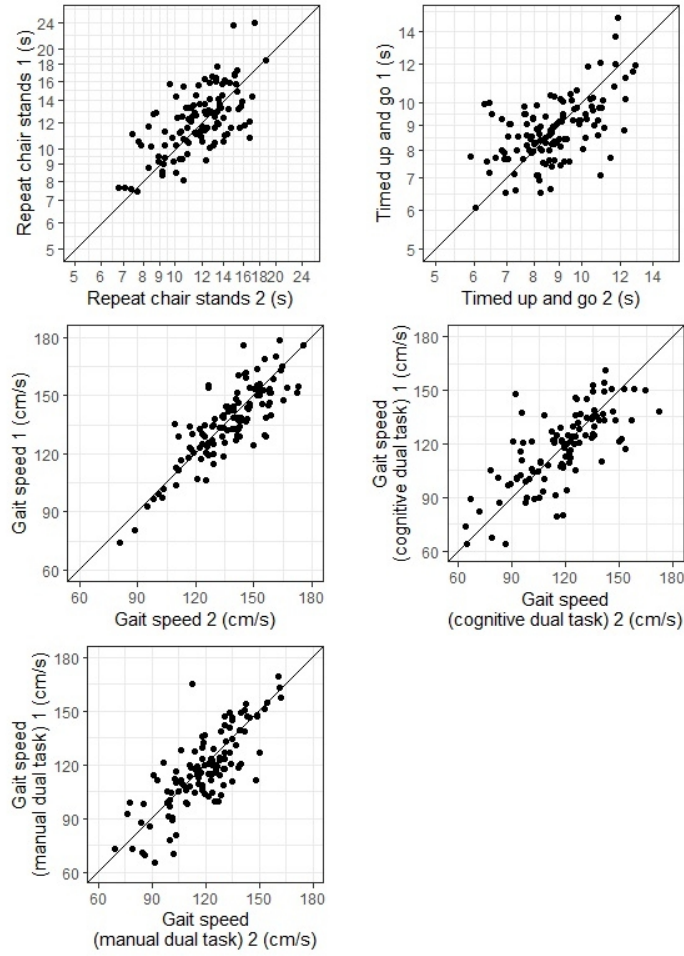 24
20
18
16
14
12
10
9
8
7
6
5
Repeat chair stands 1 (s)
5 6 7 8 9 10 12 14 16 18 20 24
Repeat chair stands 2 (s)
14
12
10
9
8
7
6
5
Timed up and go 1 (s)
5 6 7 8 9 10 12 14
Timed up and go 2 (s)
180
150
120
90
60
Gait speed 1 (cm/s)
60 90 120 150 180
Gait speed 2 (cm/s)
180
150
120
90
60
Gait speed
(cognitive dual task) 1 (cm/s)
60 90 120 150 180
Gait speed
(cognitive dual task) 2 (cm/s)
180
150
120
90
60
Gait speed
(manual dual task) 1 (cm/s)
60 90 120 150 180
Gait speed
(manual dual task) 2 (cm/s)